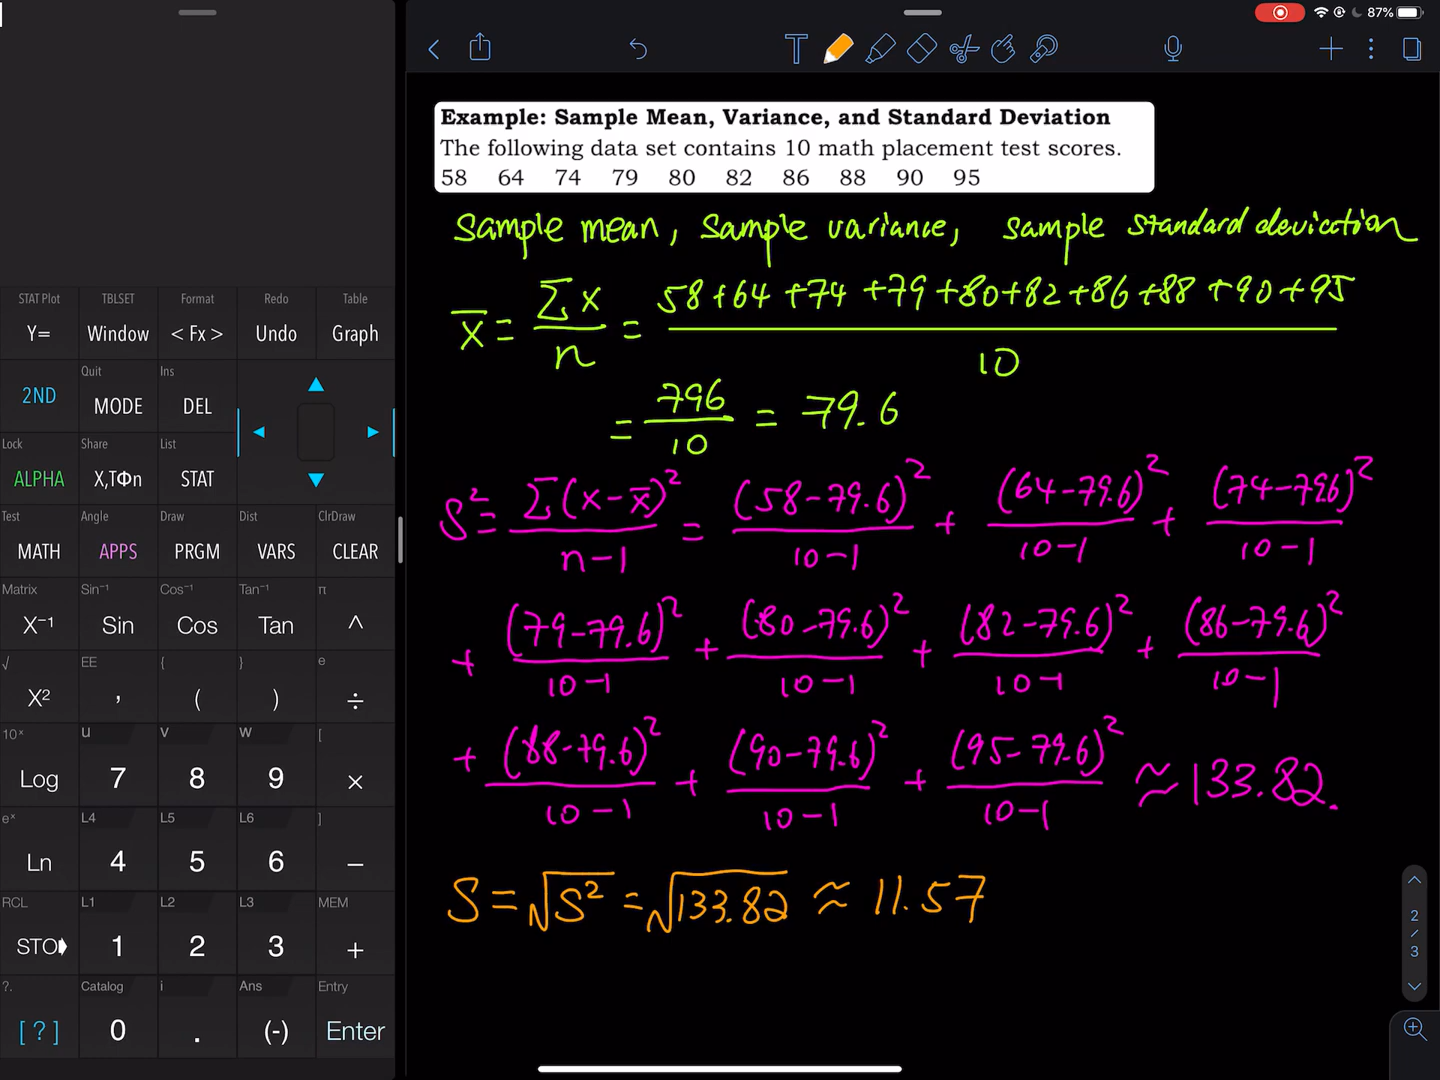 87%
T
Example: Sample Mean, Variance, and Standard Deviation
The following data set contains 10 math placement test scores.
58 64 74 79 80 82 86 88 90 95
Sample mean, Sample variance, sample standard deviation
x̄ = Σx/n = (58+64+74+79+80+82+86+88+90+95)/10
= 796/10 = 79.6
S² = Σ(x-x̄)²/(n-1) = (58-79.6)²/(10-1) + (64-79.6)²/(10-1) + (74-79.6)²/(10-1)
+ (79-79.6)²/(10-1) + (80-79.6)²/(10-1) + (82-79.6)²/(10-1) + (86-79.6)²/(10-1)
+ (88-79.6)²/(10-1) + (90-79.6)²/(10-1) + (95-79.6)²/(10-1) ≈ 133.82.
S = √S² = √133.82 ≈ 11.57
2
/
3
STAT Plot TBLSET Format Redo Table
Y= Window < Fx > Undo Graph
Quit Ins
2ND MODE DEL
Lock Share List
ALPHA X,TΦn STAT
Test Angle Draw Dist ClrDraw
MATH APPS PRGM VARS CLEAR
Matrix Sin⁻¹ Cos⁻¹ Tan⁻¹ π
X⁻¹ Sin Cos Tan ^
√ EE { } e
X² , ( ) ÷
10ˣ u v w [
Log 7 8 9 ×
eˣ L4 L5 L6 ]
Ln 4 5 6 −
RCL L1 L2 L3 MEM
STO 1 2 3 +
?. Catalog i Ans Entry
[ ? ] 0 . (-) Enter